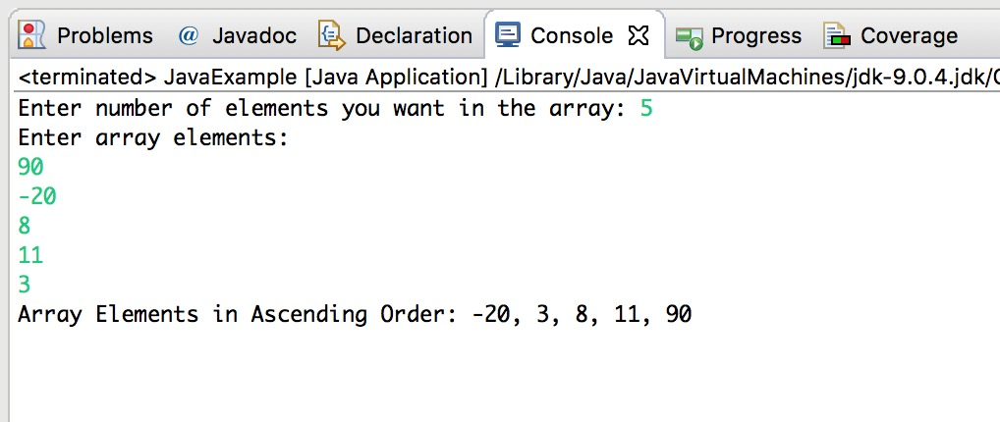 Problems @ Javadoc Declaration Console Progress Coverage
<terminated> JavaExample [Java Application] /Library/Java/JavaVirtualMachines/jdk-9.0.4.jdk/
Enter number of elements you want in the array: 5
Enter array elements:
90
-20
8
11
3
Array Elements in Ascending Order: -20, 3, 8, 11, 90